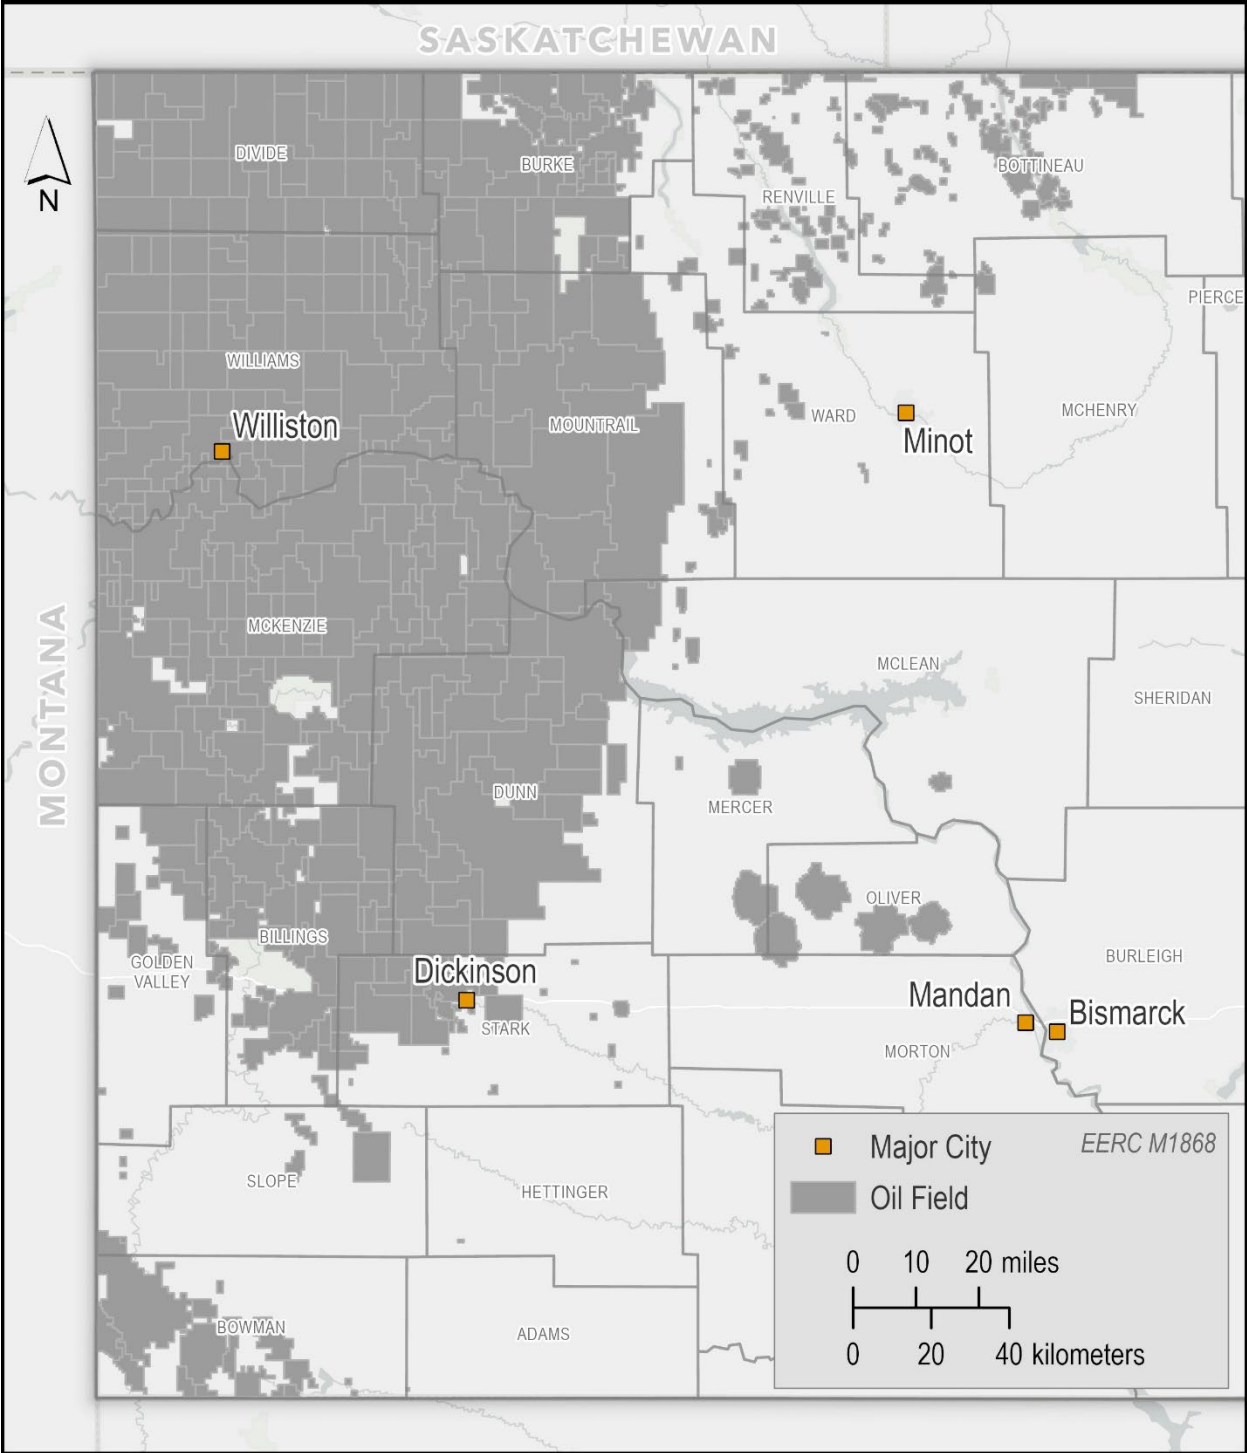 SASKATCHEWAN
DIVIDE
BURKE
BOTTINEAU
RENVILLE
N
PIERCE
WILLIAMS
Williston
MOUNTRAIL
WARD
MCHENRY
Minot
MONTANA
MCKENZIE
MCLEAN
SHERIDAN
DUNN
MERCER
OLIVER
BILLINGS
GOLDEN
VALLEY
BURLEIGH
Dickinson
Mandan
Bismarck
STARK
MORTON
SLOPE
HETTINGER
BOWMAN
ADAMS
Major City
EERC M1868
Oil Field
0 10 20 miles
0 20 40 kilometers